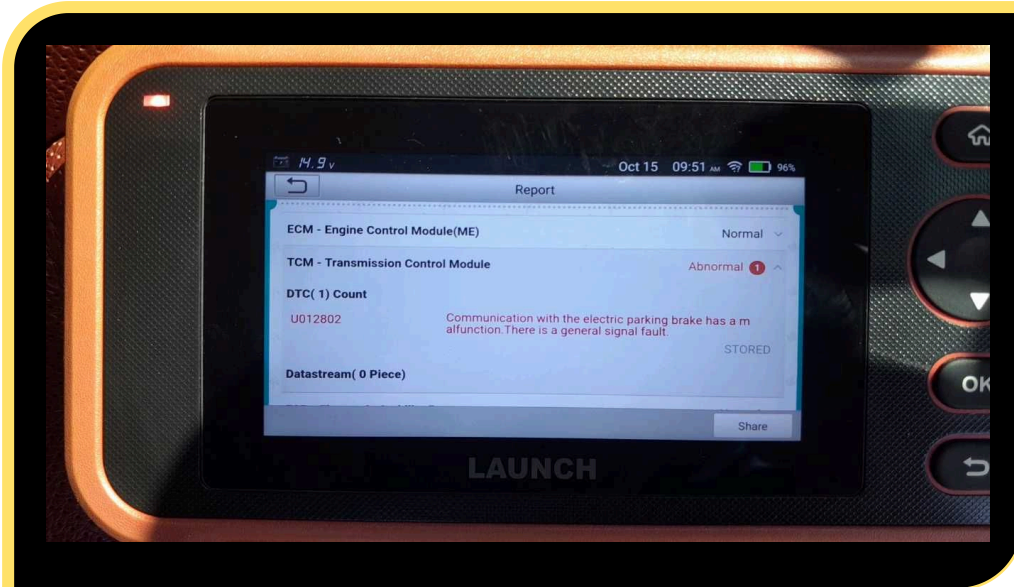 14.9 v Oct 15 09:51 AM 96%
Report
ECM - Engine Control Module(ME) Normal
TCM - Transmission Control Module Abnormal 1
DTC( 1) Count
U012802 Communication with the electric parking brake has a m
alfunction.There is a general signal fault.
STORED
Datastream( 0 Piece)
Share
LAUNCH
OK